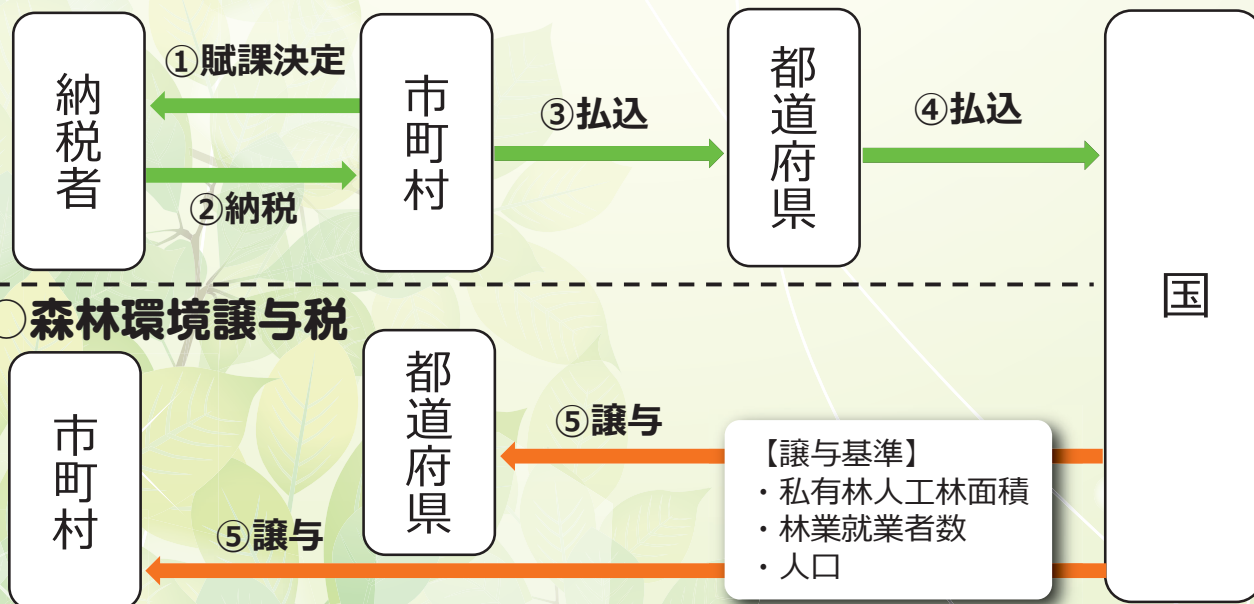 納税者
①賦課決定
②納税
市町村
③払込
都道府県
④払込
国
○森林環境譲与税
市町村
都道府県
⑤譲与
⑤譲与
【譲与基準】
・私有林人工林面積
・林業就業者数
・人口